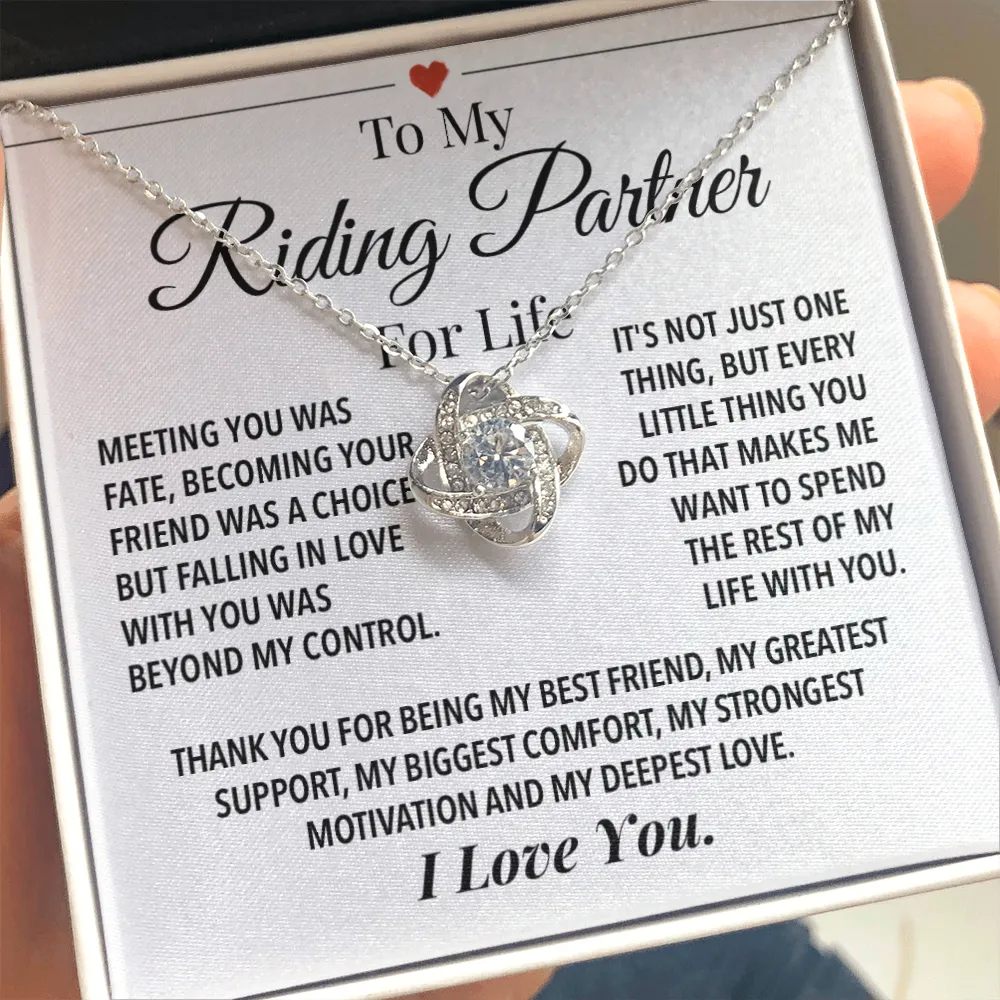 To My
Riding Partner
For Life
MEETING YOU WAS
FATE, BECOMING YOUR
FRIEND WAS A CHOICE
BUT FALLING IN LOVE
WITH YOU WAS
BEYOND MY CONTROL.
IT'S NOT JUST ONE
THING, BUT EVERY
LITTLE THING YOU
DO THAT MAKES ME
WANT TO SPEND
THE REST OF MY
LIFE WITH YOU.
THANK YOU FOR BEING MY BEST FRIEND, MY GREATEST
SUPPORT, MY BIGGEST COMFORT, MY STRONGEST
MOTIVATION AND MY DEEPEST LOVE.
I Love You.